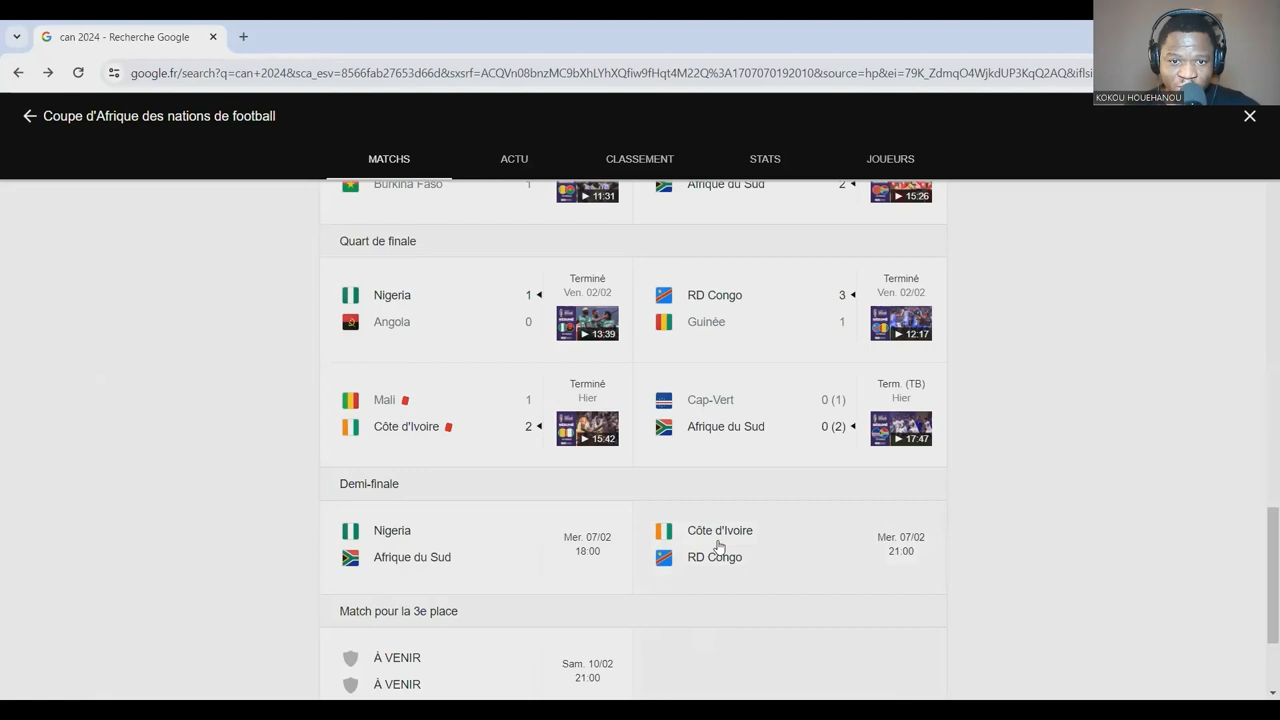 can 2024 - Recherche Google
google.fr/search?q=can+2024&sca_esv=8566fab27653d66d&sxsrf=ACQVn08bnzMC9bXhLYhXQfiw9fHqt4M22Q%3A1707070192010&source=hp&ei=79K_ZdmqO4WjkdUP3KqQ2AQ&iflsi
KOKOU HOUEHANOU
Coupe d'Afrique des nations de football
MATCHS ACTU CLASSEMENT STATS JOUEURS
Burkina Faso 1 11:31
Afrique du Sud 2 15:26
Quart de finale
Nigeria 1
Angola 0
Terminé
Ven. 02/02
13:39
RD Congo 3
Guinée 1
Terminé
Ven. 02/02
12:17
Mali 1
Côte d'Ivoire 2
Terminé
Hier
15:42
Cap-Vert 0 (1)
Afrique du Sud 0 (2)
Term. (TB)
Hier
17:47
Demi-finale
Nigeria
Afrique du Sud
Mer. 07/02
18:00
Côte d'Ivoire
RD Congo
Mer. 07/02
21:00
Match pour la 3e place
À VENIR
À VENIR
Sam. 10/02
21:00